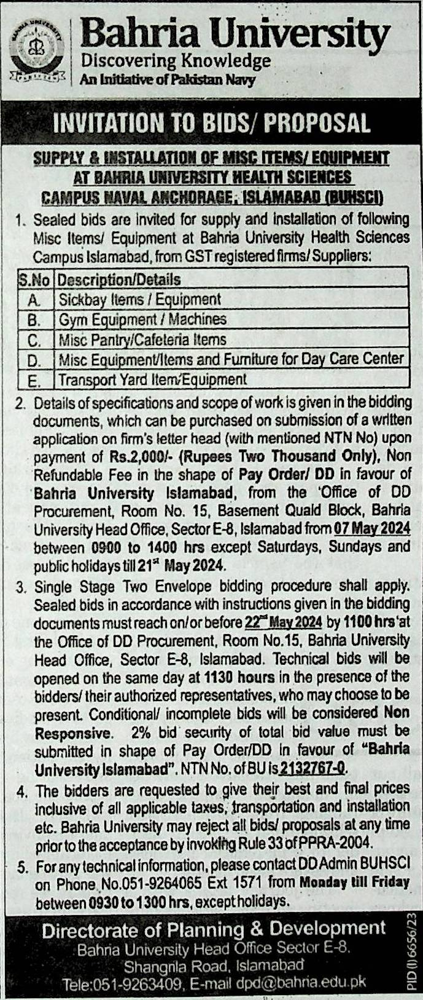 BAHRIA UNIVERSITY
PAKISTAN
Bahria University
Discovering Knowledge
An Initiative of Pakistan Navy
INVITATION TO BIDS/ PROPOSAL
SUPPLY & INSTALLATION OF MISC ITEMS/ EQUIPMENT
AT BAHRIA UNIVERSITY HEALTH SCIENCES
CAMPUS NAVAL ANCHORAGE, ISLAMABAD (BUHSCI)
1. Sealed bids are invited for supply and installation of following
Misc Items/ Equipment at Bahria University Health Sciences
Campus Islamabad, from GST registered firms/ Suppliers:
S.No Description/Details
A. Sickbay Items / Equipment
B. Gym Equipment / Machines
C. Misc Pantry/Cafeteria Items
D. Misc Equipment/Items and Furniture for Day Care Center
E. Transport Yard Item/Equipment
2. Details of specifications and scope of work is given in the bidding
documents, which can be purchased on submission of a written
application on firm's letter head (with mentioned NTN No) upon
payment of Rs.2,000/- (Rupees Two Thousand Only), Non
Refundable Fee in the shape of Pay Order/ DD in favour of
Bahria University Islamabad, from the 'Office of DD
Procurement, Room No. 15, Basement Quaid Block, Bahria
University Head Office, Sector E-8, Islamabad from 07 May 2024
between 0900 to 1400 hrs except Saturdays, Sundays and
public holidays till 21st May 2024.
3. Single Stage Two Envelope bidding procedure shall apply.
Sealed bids in accordance with instructions given in the bidding
documents must reach on/or before 22nd May 2024 by 1100 hrs at
the Office of DD Procurement, Room No.15, Bahria University
Head Office, Sector E-8, Islamabad. Technical bids will be
opened on the same day at 1130 hours in the presence of the
bidders/ their authorized representatives, who may choose to be
present. Conditional/ incomplete bids will be considered Non
Responsive. 2% bid security of total bid value must be
submitted in shape of Pay Order/DD in favour of "Bahria
University Islamabad". NTN No. of BU is 2132767-0.
4. The bidders are requested to give their best and final prices
inclusive of all applicable taxes, transportation and installation
etc. Bahria University may reject all bids/ proposals at any time
prior to the acceptance by invoking Rule 33 of PPRA-2004.
5. For any technical information, please contact DD Admin BUHSCI
on Phone No.051-9264065 Ext 1571 from Monday till Friday
between 0930 to 1300 hrs, except holidays.
Directorate of Planning & Development
Bahria University Head Office Sector E-8.
Shangrila Road, Islamabad
Tele:051-9263409, E-mail dpd@bahria.edu.pk
PID (I) 6656/23